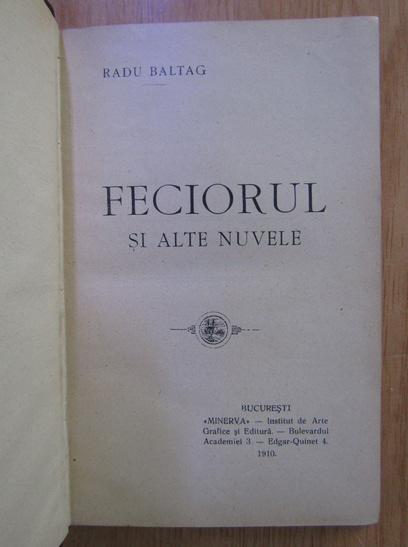 RADU BALTAG
FECIORUL
ȘI ALTE NUVELE
BUCUREȘTI
«MINERVA» — Institut de Arte
Grafice și Editură. — Bulevardul
Academiei 3. — Edgar-Quinet 4.
1910.